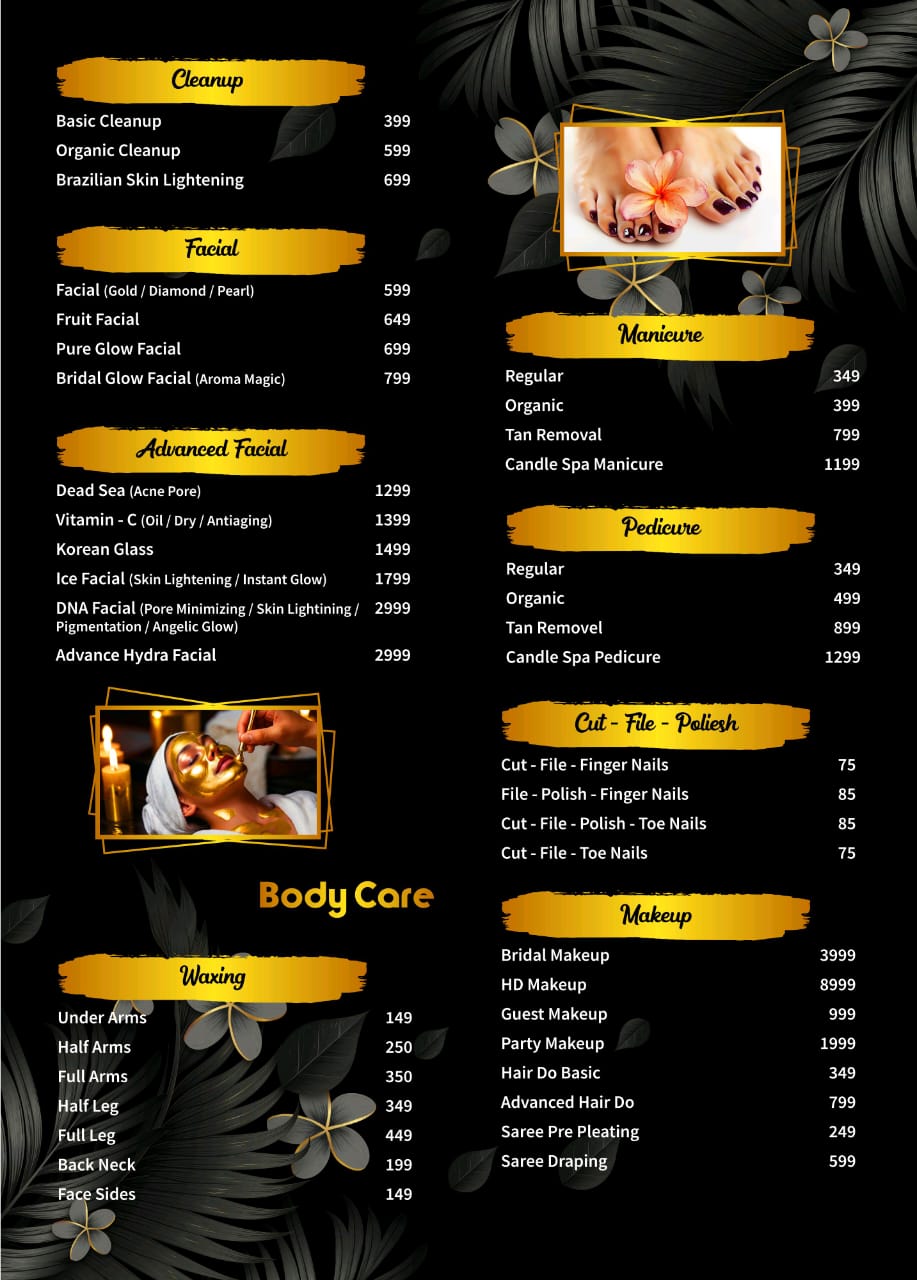 Cleanup
Basic Cleanup 399
Organic Cleanup 599
Brazilian Skin Lightening 699
Facial
Facial (Gold / Diamond / Pearl) 599
Fruit Facial 649
Pure Glow Facial 699
Bridal Glow Facial (Aroma Magic) 799
Advanced Facial
Dead Sea (Acne Pore) 1299
Vitamin - C (Oil / Dry / Antiaging) 1399
Korean Glass 1499
Ice Facial (Skin Lightening / Instant Glow) 1799
DNA Facial (Pore Minimizing / Skin Lightining / 2999
Pigmentation / Angelic Glow)
Advance Hydra Facial 2999
Body Care
Waxing
Under Arms 149
Half Arms 250
Full Arms 350
Half Leg 349
Full Leg 449
Back Neck 199
Face Sides 149
Manicure
Regular 349
Organic 399
Tan Removal 799
Candle Spa Manicure 1199
Pedicure
Regular 349
Organic 499
Tan Removel 899
Candle Spa Pedicure 1299
Cut - File - Poliesh
Cut - File - Finger Nails 75
File - Polish - Finger Nails 85
Cut - File - Polish - Toe Nails 85
Cut - File - Toe Nails 75
Makeup
Bridal Makeup 3999
HD Makeup 8999
Guest Makeup 999
Party Makeup 1999
Hair Do Basic 349
Advanced Hair Do 799
Saree Pre Pleating 249
Saree Draping 599